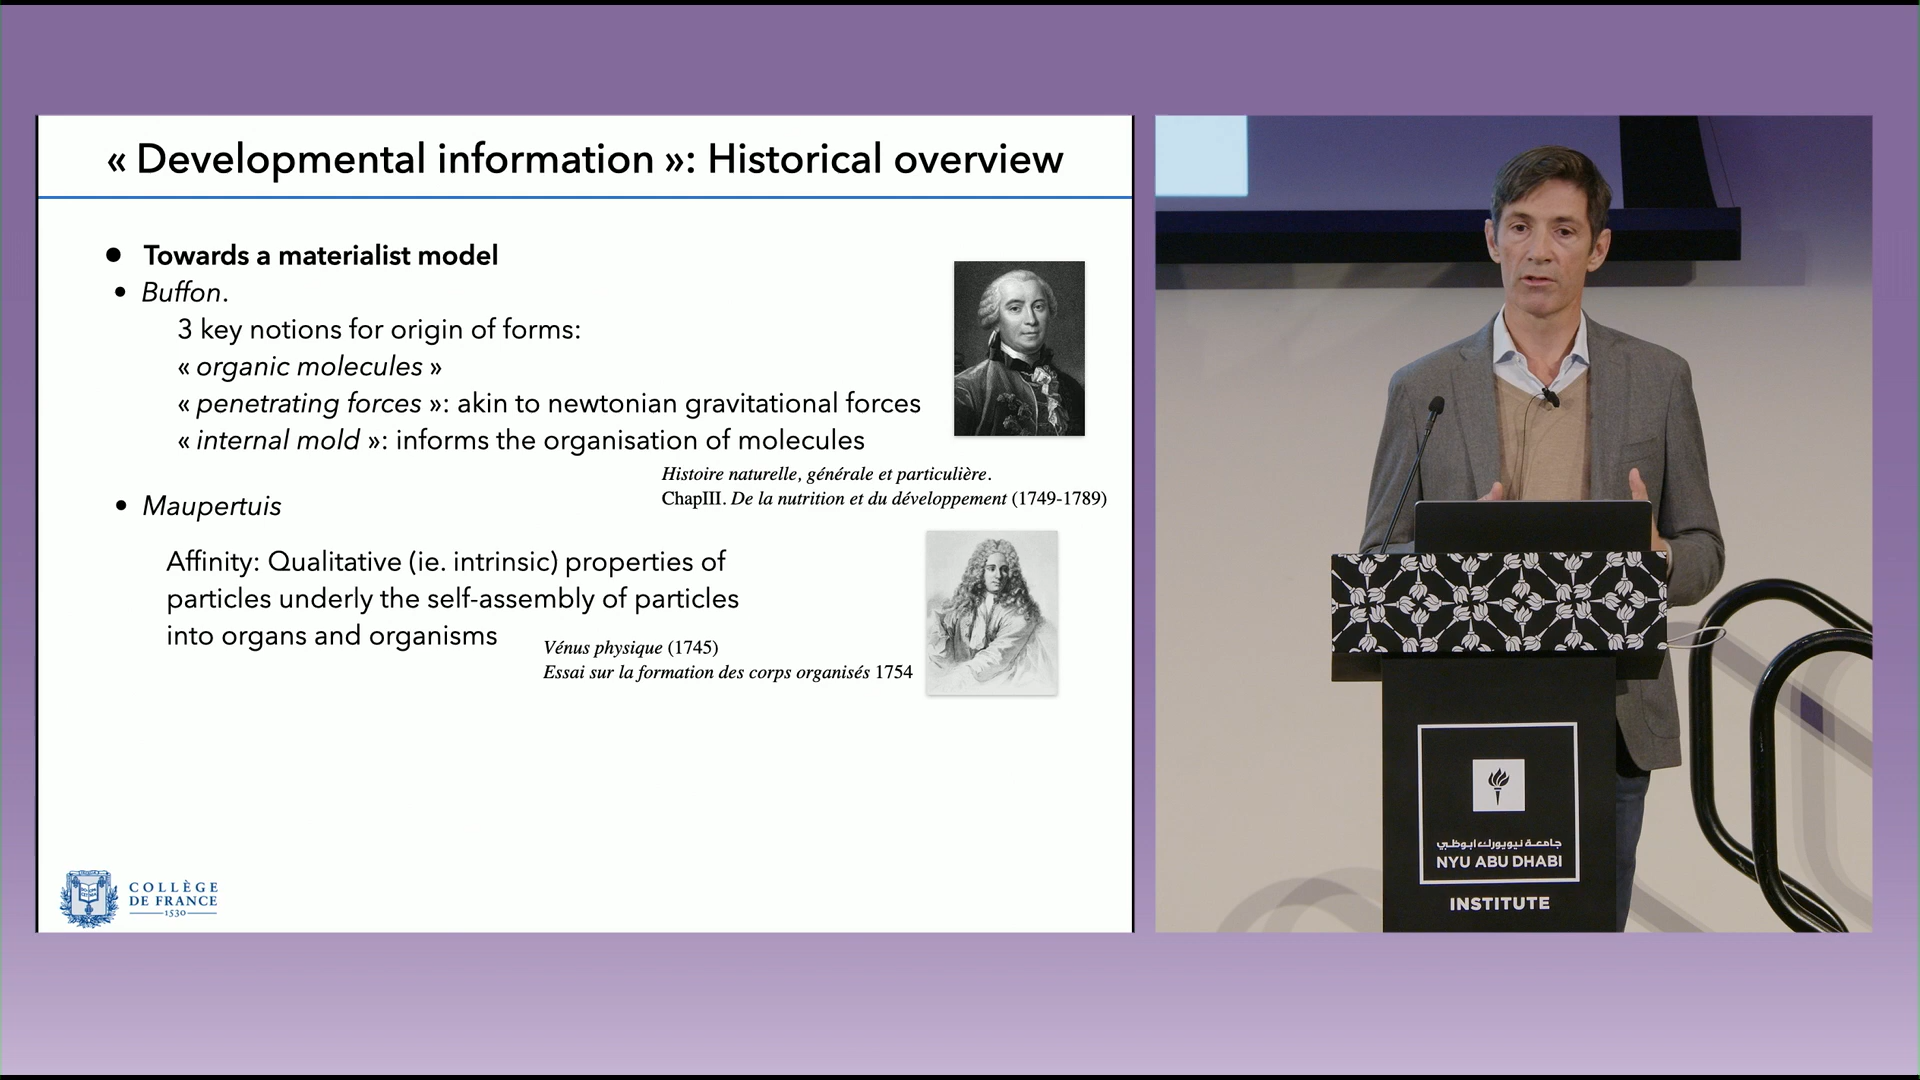 « Developmental information »: Historical overview
Towards a materialist model
Buffon.
3 key notions for origin of forms:
« organic molecules »
« penetrating forces »: akin to newtonian gravitational forces
« internal mold »: informs the organisation of molecules
Histoire naturelle, générale et particulière.
ChapIII. De la nutrition et du développement (1749-1789)
Maupertuis
Affinity: Qualitative (ie. intrinsic) properties of
particles underly the self-assembly of particles
into organs and organisms
Vénus physique (1745)
Essai sur la formation des corps organisés 1754
COLLÈGE
DE FRANCE
1530
جامعة نيويورك أبوظبي
NYU ABU DHABI
INSTITUTE